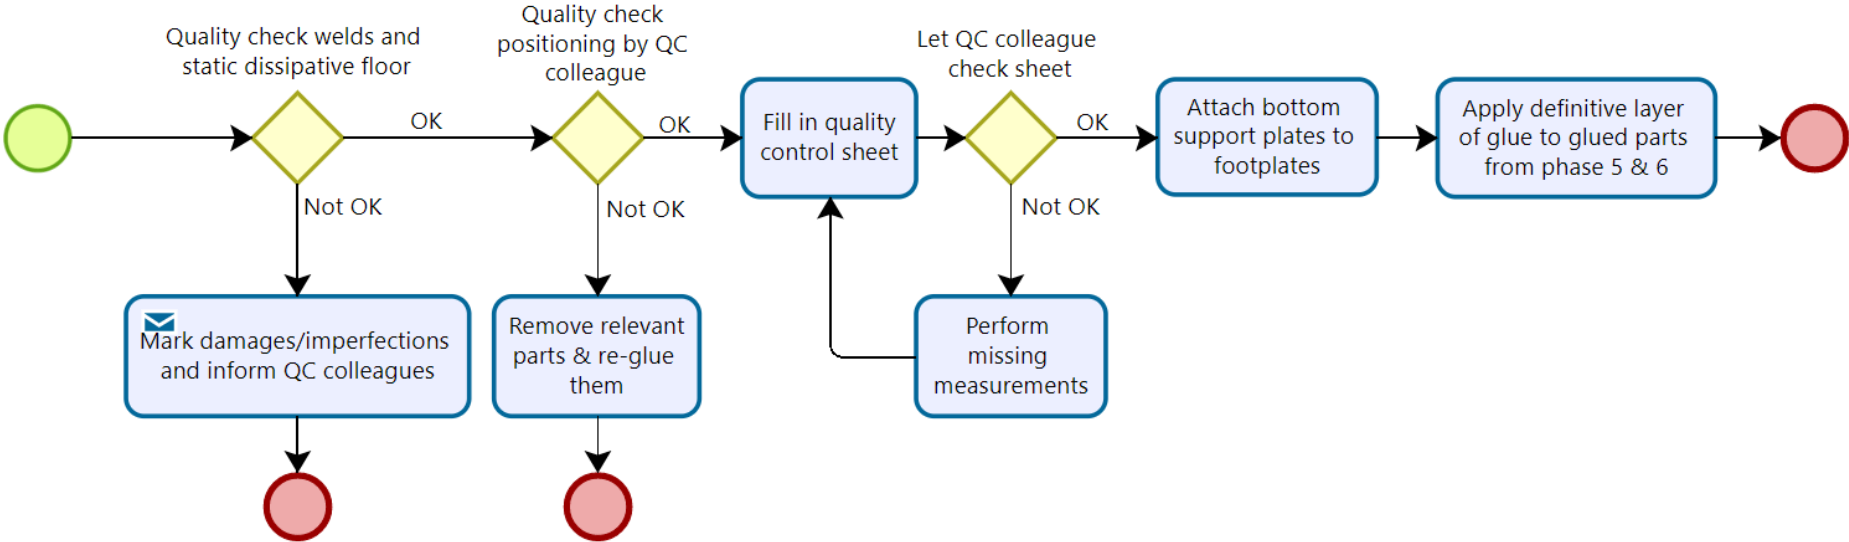 Quality check welds and
static dissipative floor
Quality check
positioning by QC
colleague
Let QC colleague
check sheet
OK
OK
Fill in quality
control sheet
OK
Attach bottom
support plates to
footplates
Apply definitive layer
of glue to glued parts
from phase 5 & 6
Not OK
Not OK
Not OK
Mark damages/imperfections
and inform QC colleagues
Remove relevant
parts & re-glue
them
Perform
missing
measurements